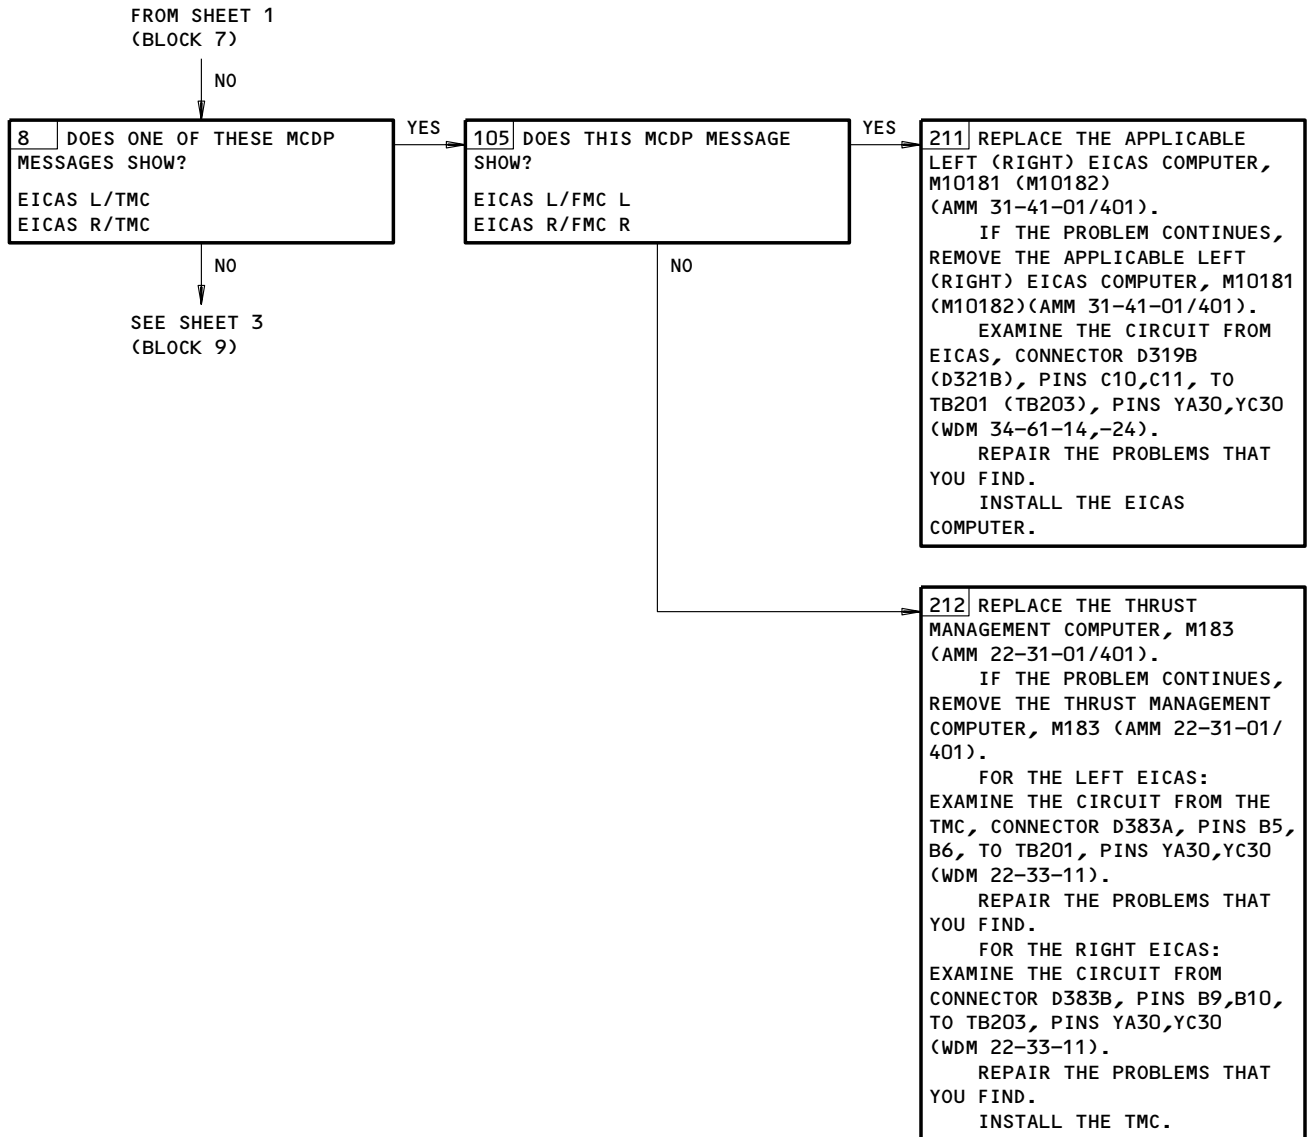 FROM SHEET 1
(BLOCK 7)
NO
8 DOES ONE OF THESE MCDP
MESSAGES SHOW?
EICAS L/TMC
EICAS R/TMC
YES
NO
SEE SHEET 3
(BLOCK 9)
105 DOES THIS MCDP MESSAGE
SHOW?
EICAS L/FMC L
EICAS R/FMC R
YES
NO
211 REPLACE THE APPLICABLE
LEFT (RIGHT) EICAS COMPUTER,
M10181 (M10182)
(AMM 31-41-01/401).
IF THE PROBLEM CONTINUES,
REMOVE THE APPLICABLE LEFT
(RIGHT) EICAS COMPUTER, M10181
(M10182)(AMM 31-41-01/401).
EXAMINE THE CIRCUIT FROM
EICAS, CONNECTOR D319B
(D321B), PINS C10,C11, TO
TB201 (TB203), PINS YA30,YC30
(WDM 34-61-14,-24).
REPAIR THE PROBLEMS THAT
YOU FIND.
INSTALL THE EICAS
COMPUTER.
212 REPLACE THE THRUST
MANAGEMENT COMPUTER, M183
(AMM 22-31-01/401).
IF THE PROBLEM CONTINUES,
REMOVE THE THRUST MANAGEMENT
COMPUTER, M183 (AMM 22-31-01/
401).
FOR THE LEFT EICAS:
EXAMINE THE CIRCUIT FROM THE
TMC, CONNECTOR D383A, PINS B5,
B6, TO TB201, PINS YA30,YC30
(WDM 22-33-11).
REPAIR THE PROBLEMS THAT
YOU FIND.
FOR THE RIGHT EICAS:
EXAMINE THE CIRCUIT FROM
CONNECTOR D383B, PINS B9,B10,
TO TB203, PINS YA30,YC30
(WDM 22-33-11).
REPAIR THE PROBLEMS THAT
YOU FIND.
INSTALL THE TMC.